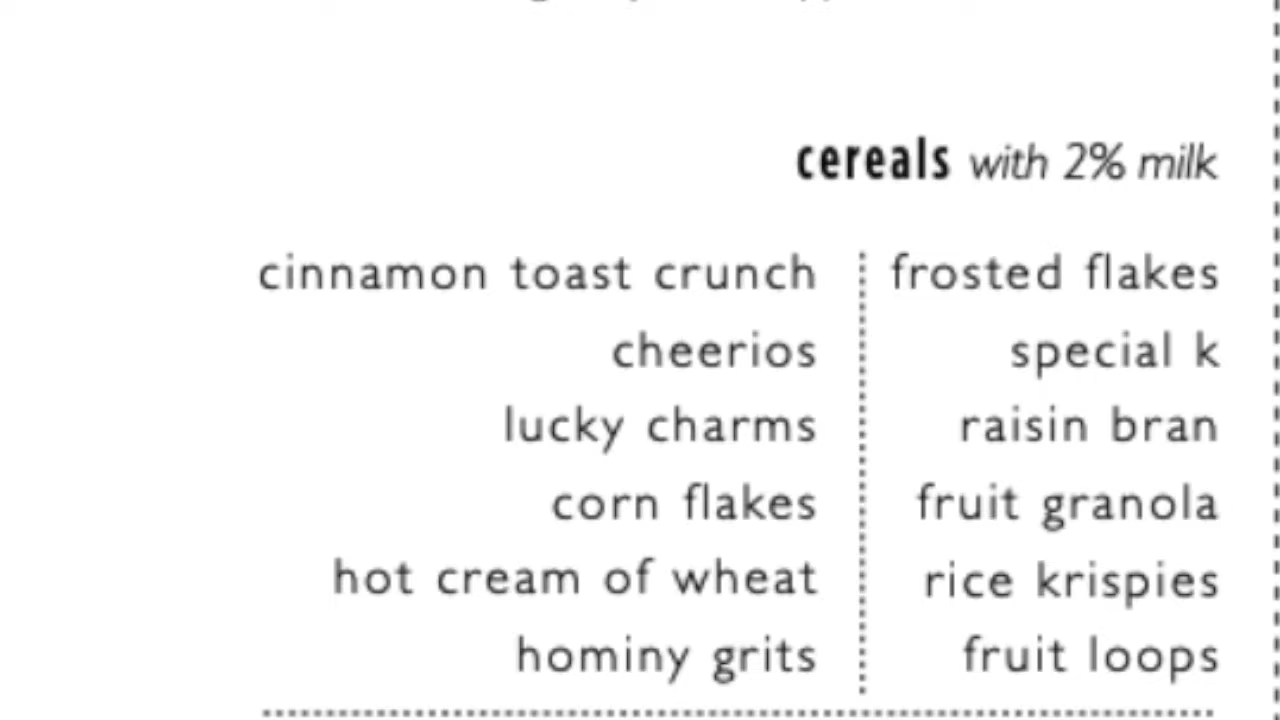 cereals with 2% milk
cinnamon toast crunch
cheerios
lucky charms
corn flakes
hot cream of wheat
hominy grits
frosted flakes
special k
raisin bran
fruit granola
rice krispies
fruit loops